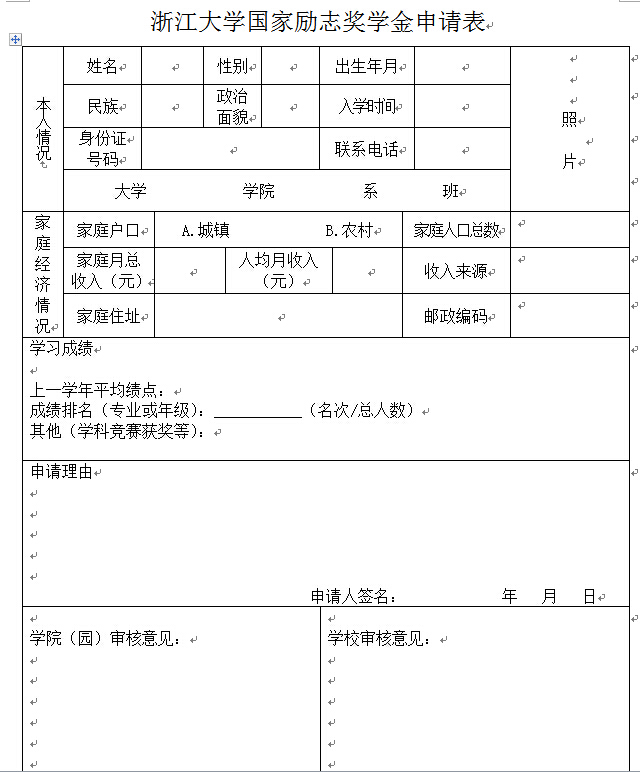 浙江大学国家励志奖学金申请表
本人情况
姓名 性别 出生年月
民族 政治面貌 入学时间
身份证号码 联系电话
照片
大学 学院 系 班
家庭经济情况
家庭户口 A.城镇 B.农村 家庭人口总数
家庭月总收入（元） 人均月收入（元） 收入来源
家庭住址 邮政编码
学习成绩
上一学年平均绩点：
成绩排名（专业或年级）：___________（名次/总人数）
其他（学科竞赛获奖等）：
申请理由
申请人签名： 年 月 日
学院（园）审核意见： 学校审核意见：